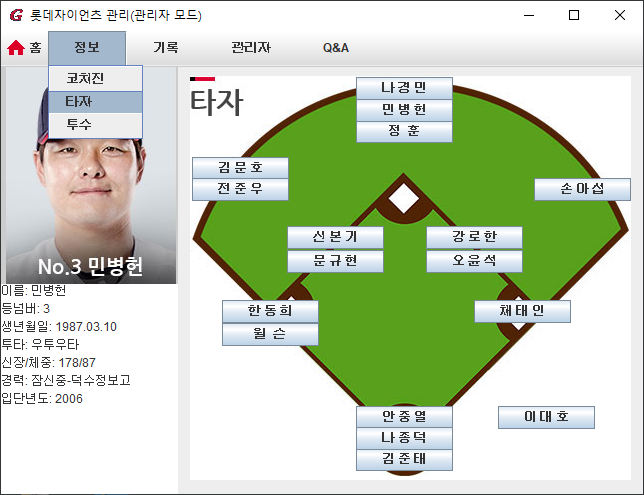 롯데자이언츠 관리(관리자 모드)
홈 정보 기록 관리자 Q&A
코치진
타자
투수
No.3 민병헌
이름: 민병헌
등넘버: 3
생년월일: 1987.03.10
투타: 우투우타
신장/체중: 178/87
경력: 잠신중-덕수정보고
입단년도: 2006
타자
나경민
민병헌
정 훈
김문호
전준우
손아섭
신본기
문규현
강로한
오윤석
한동희
윌 슨
채태인
안중열
나종덕
김준태
이대호